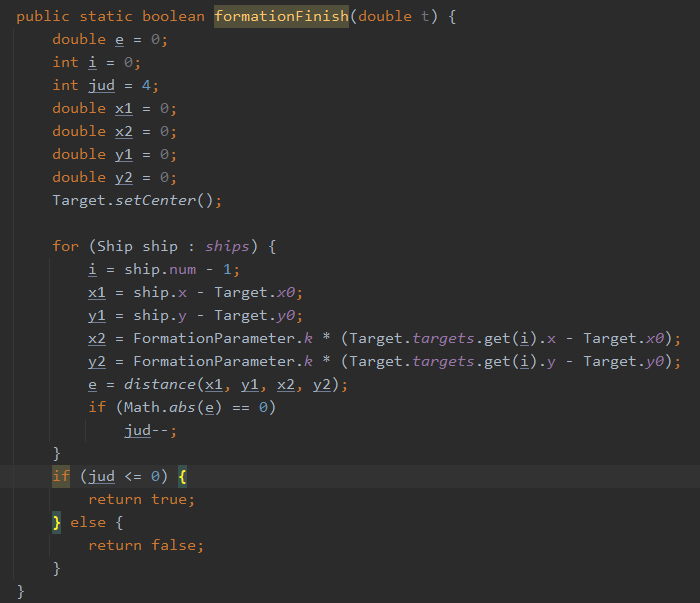 public static boolean formationFinish(double t) {
    double e = 0;
    int i = 0;
    int jud = 4;
    double x1 = 0;
    double x2 = 0;
    double y1 = 0;
    double y2 = 0;
    Target.setCenter();

    for (Ship ship : ships) {
        i = ship.num - 1;
        x1 = ship.x - Target.x0;
        y1 = ship.y - Target.y0;
        x2 = FormationParameter.k * (Target.targets.get(i).x - Target.x0);
        y2 = FormationParameter.k * (Target.targets.get(i).y - Target.y0);
        e = distance(x1, y1, x2, y2);
        if (Math.abs(e) == 0)
            jud--;
    }
    if (jud <= 0) {
        return true;
    } else {
        return false;
    }
}